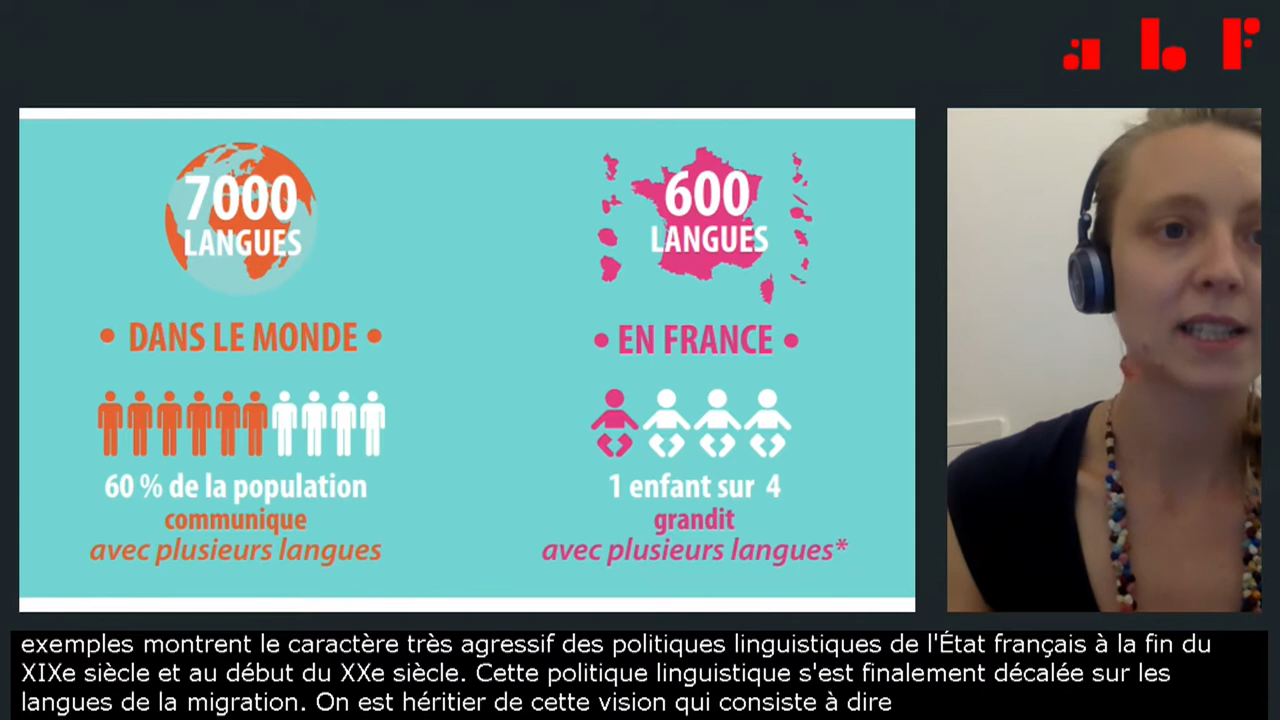 abF
7000
LANGUES
• DANS LE MONDE •
60 % de la population
communique
avec plusieurs langues
600
LANGUES
• EN FRANCE •
1 enfant sur 4
grandit
avec plusieurs langues*
exemples montrent le caractère très agressif des politiques linguistiques de l'État français à la fin du
XIXe siècle et au début du XXe siècle. Cette politique linguistique s'est finalement décalée sur les
langues de la migration. On est héritier de cette vision qui consiste à dire